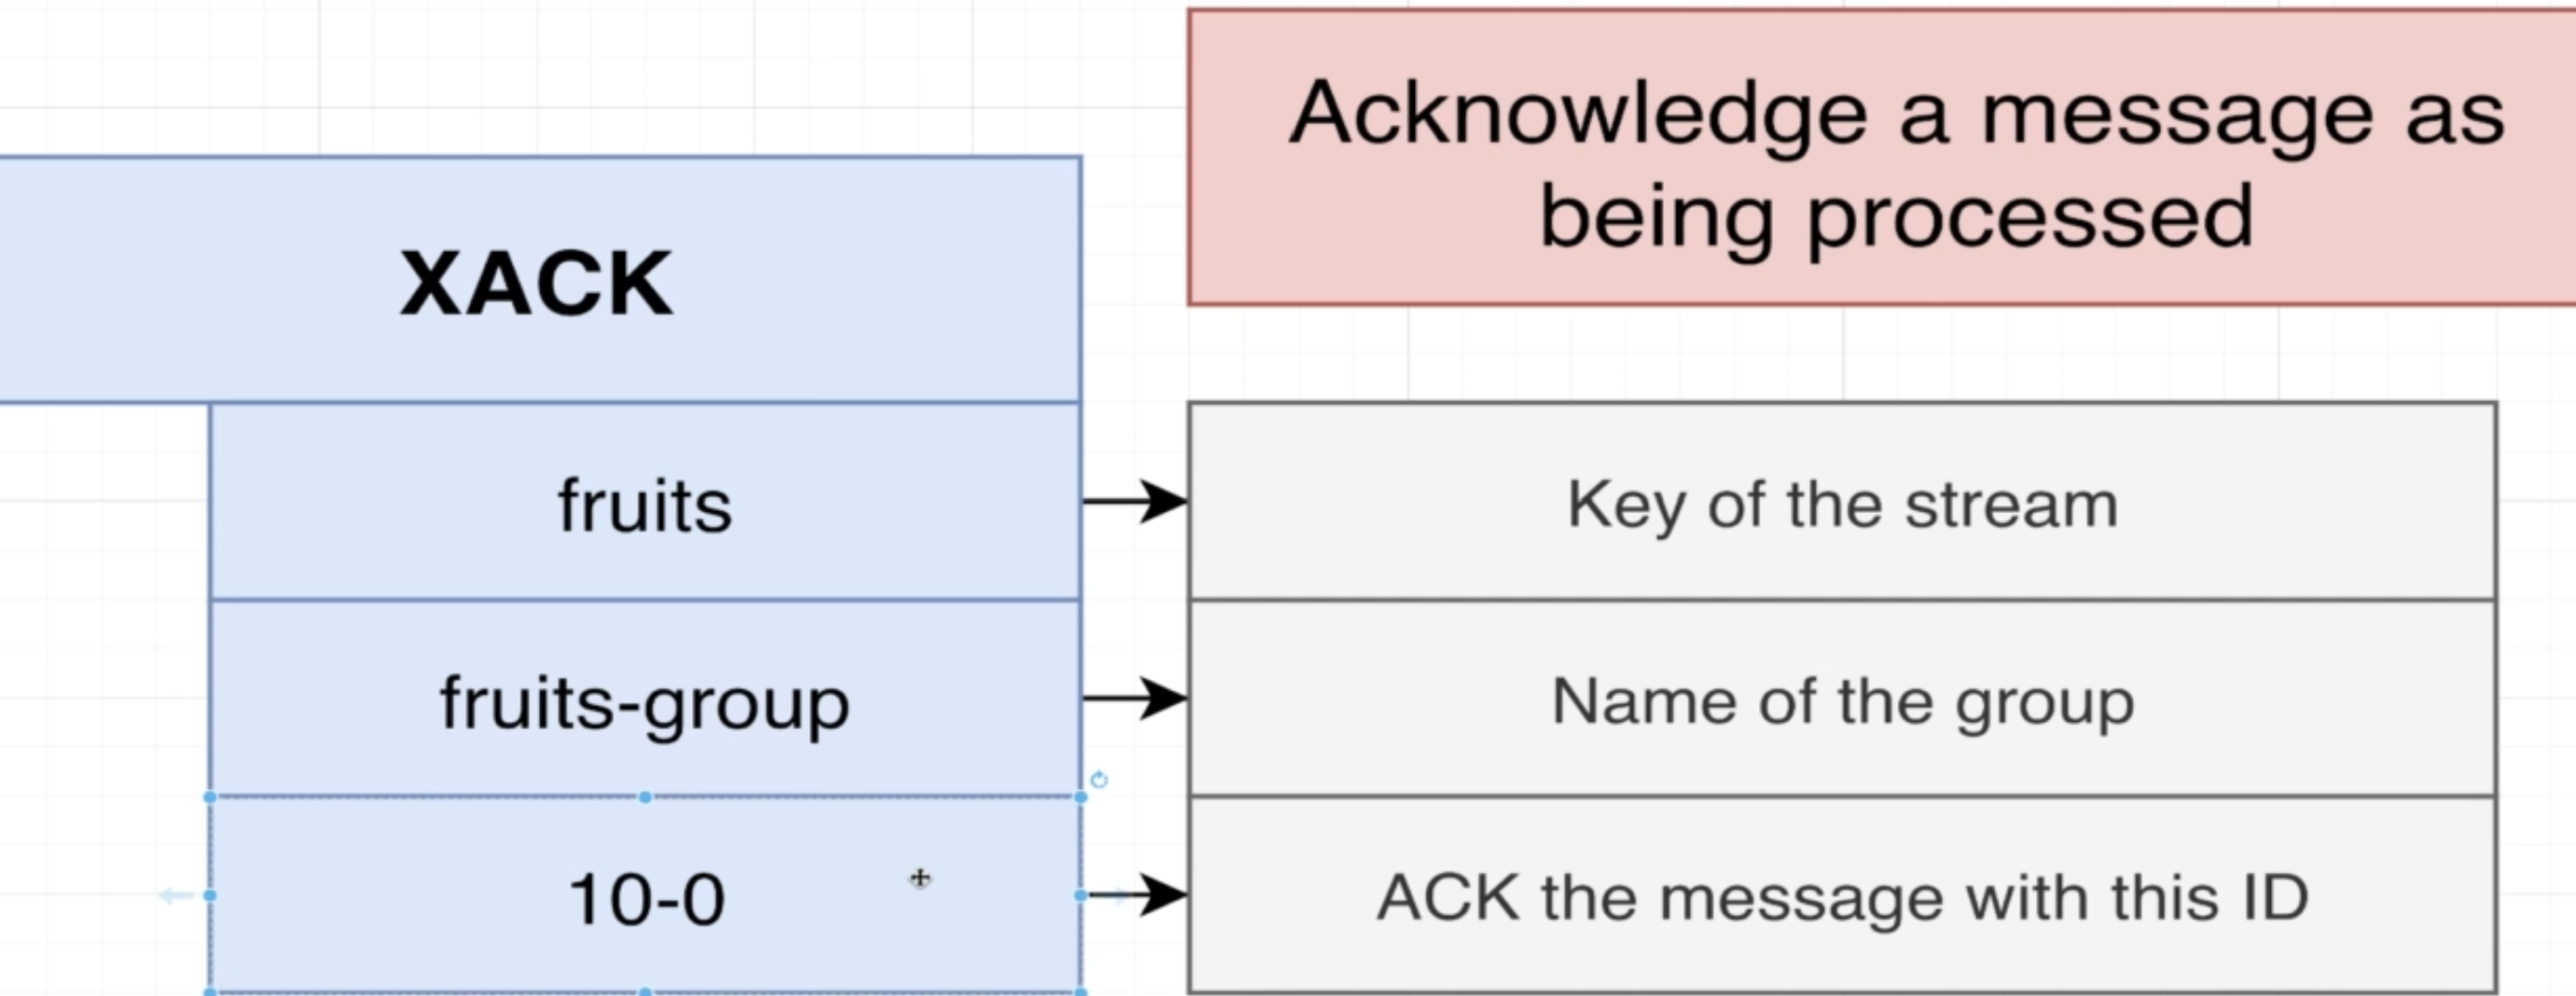 Acknowledge a message as
being processed
XACK
fruits
Key of the stream
fruits-group
Name of the group
10-0
ACK the message with this ID